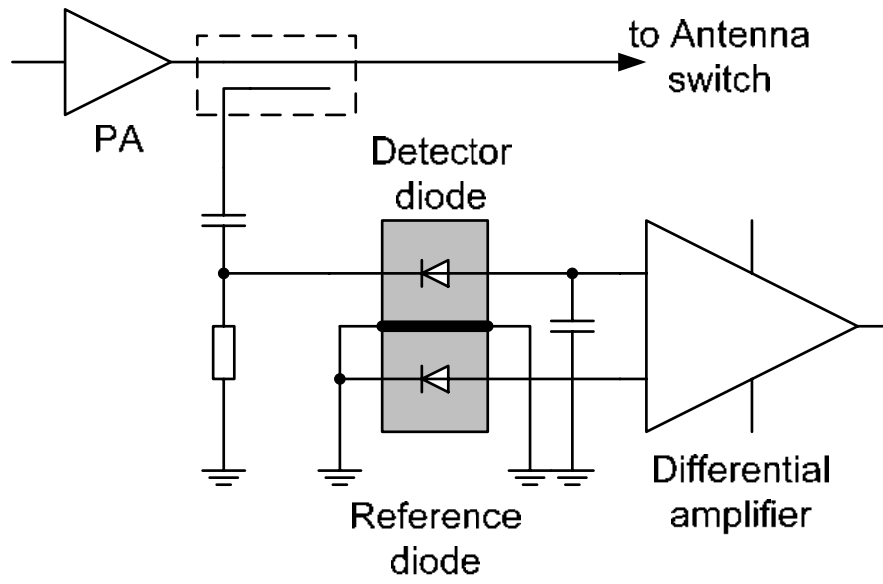 to Antenna
switch
PA
Detector
diode
Differential
amplifier
Reference
diode